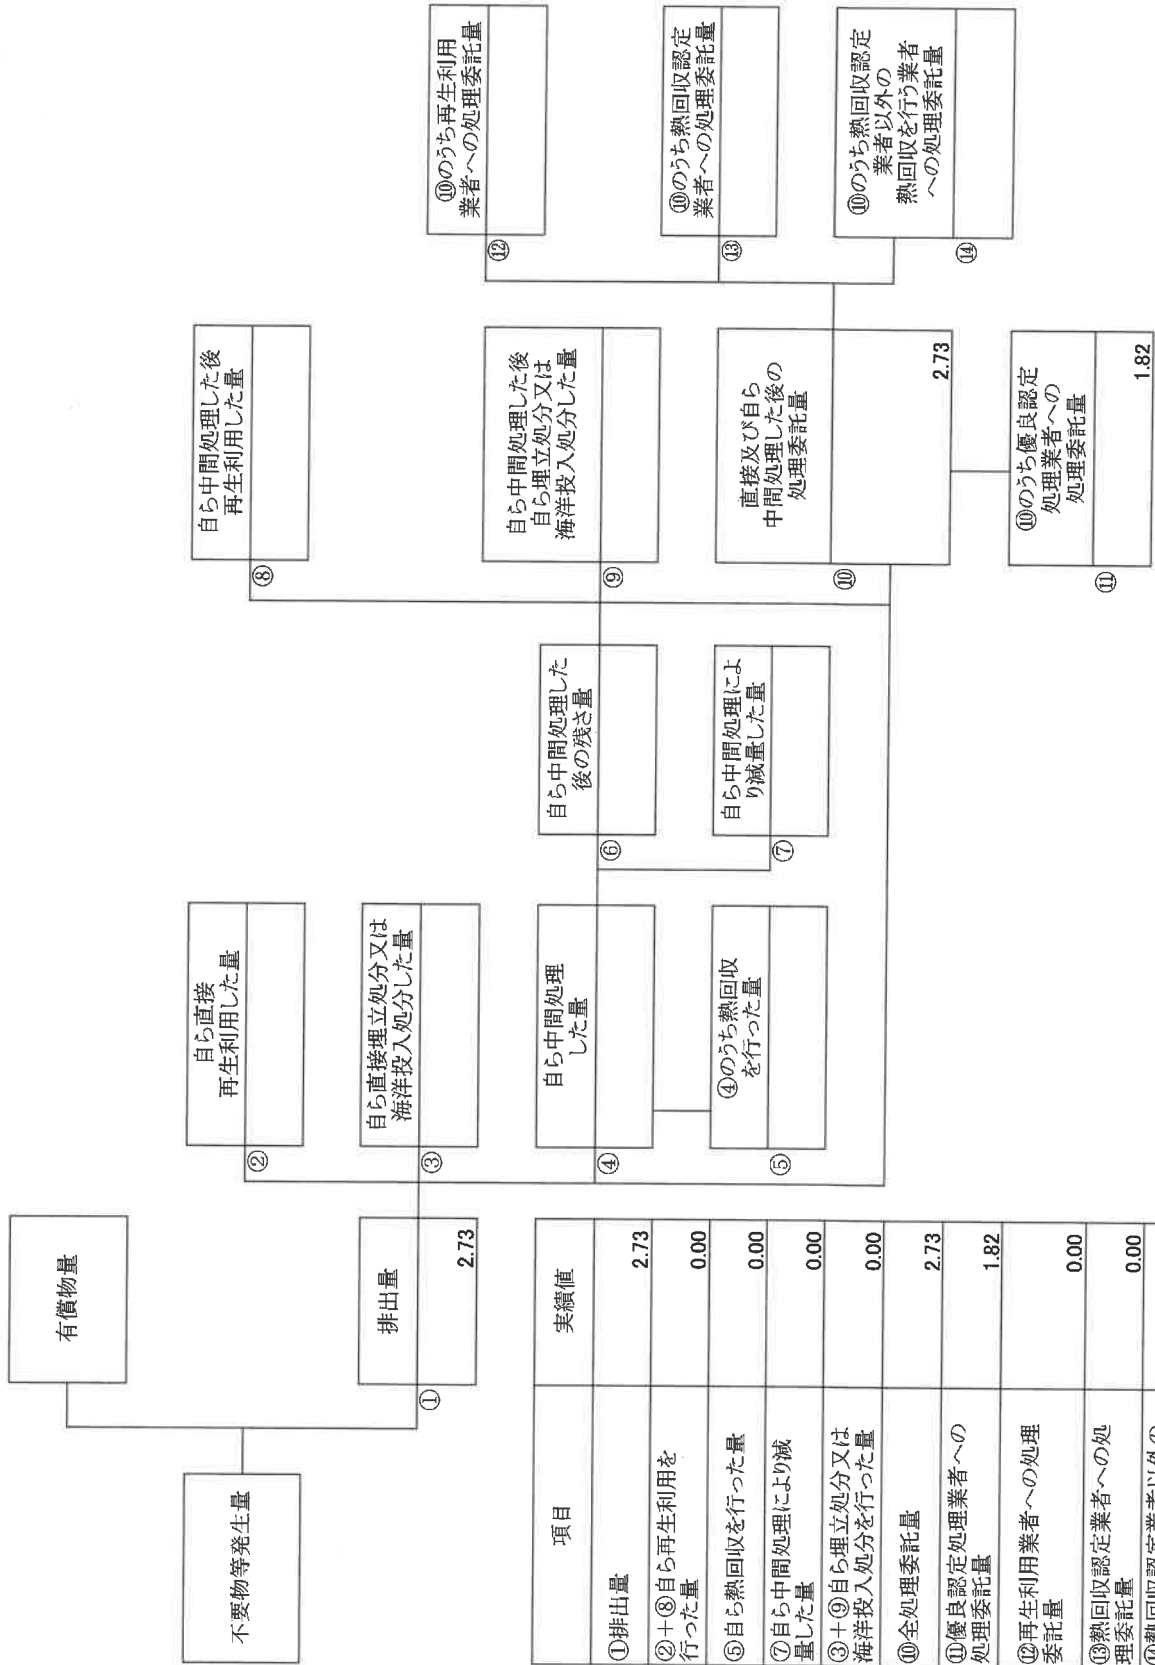 不要物等発生量
有償物量
①
排出量
2.73
②
自ら直接
再生利用した量
③
自ら直接埋立処分又は
海洋投入処分した量
④
自ら中間処理
した量
⑤
④のうち熱回収
を行った量
⑥
自ら中間処理した
後の残さ量
⑦
自ら中間処理によ
り減量した量
⑧
自ら中間処理した後
再生利用した量
⑨
自ら中間処理した後
自ら埋立処分又は
海洋投入処分した量
⑩
直接及び自ら
中間処理した後の
処理委託量
2.73
⑪
⑩のうち優良認定
処理業者への
処理委託量
1.82
⑫
⑩のうち再生利用
業者への処理委託量
⑬
⑩のうち熱回収認定
業者への処理委託量
⑭
⑩のうち熱回収認定
業者以外の
熱回収を行う業者
への処理委託量
項目
実績値
①排出量
2.73
②+⑧自ら再生利用を
行った量
0.00
⑤自ら熱回収を行った量
0.00
⑦自ら中間処理により減
量した量
0.00
③+⑨自ら埋立処分又は
海洋投入処分を行った量
0.00
⑩全処理委託量
2.73
⑪優良認定処理業者への
処理委託量
1.82
⑫再生利用業者への処理
委託量
0.00
⑬熱回収認定業者への処
理委託量
0.00
⑭熱回収認定業者以外の